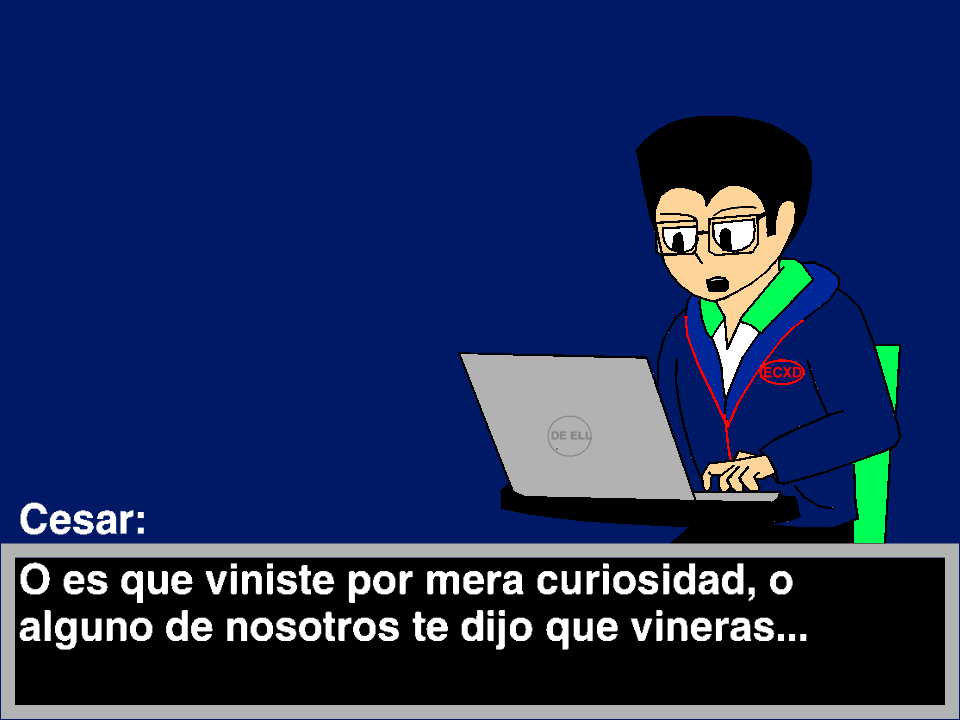 ECXD
DE ELL
Cesar:
O es que viniste por mera curiosidad, o
alguno de nosotros te dijo que vineras...